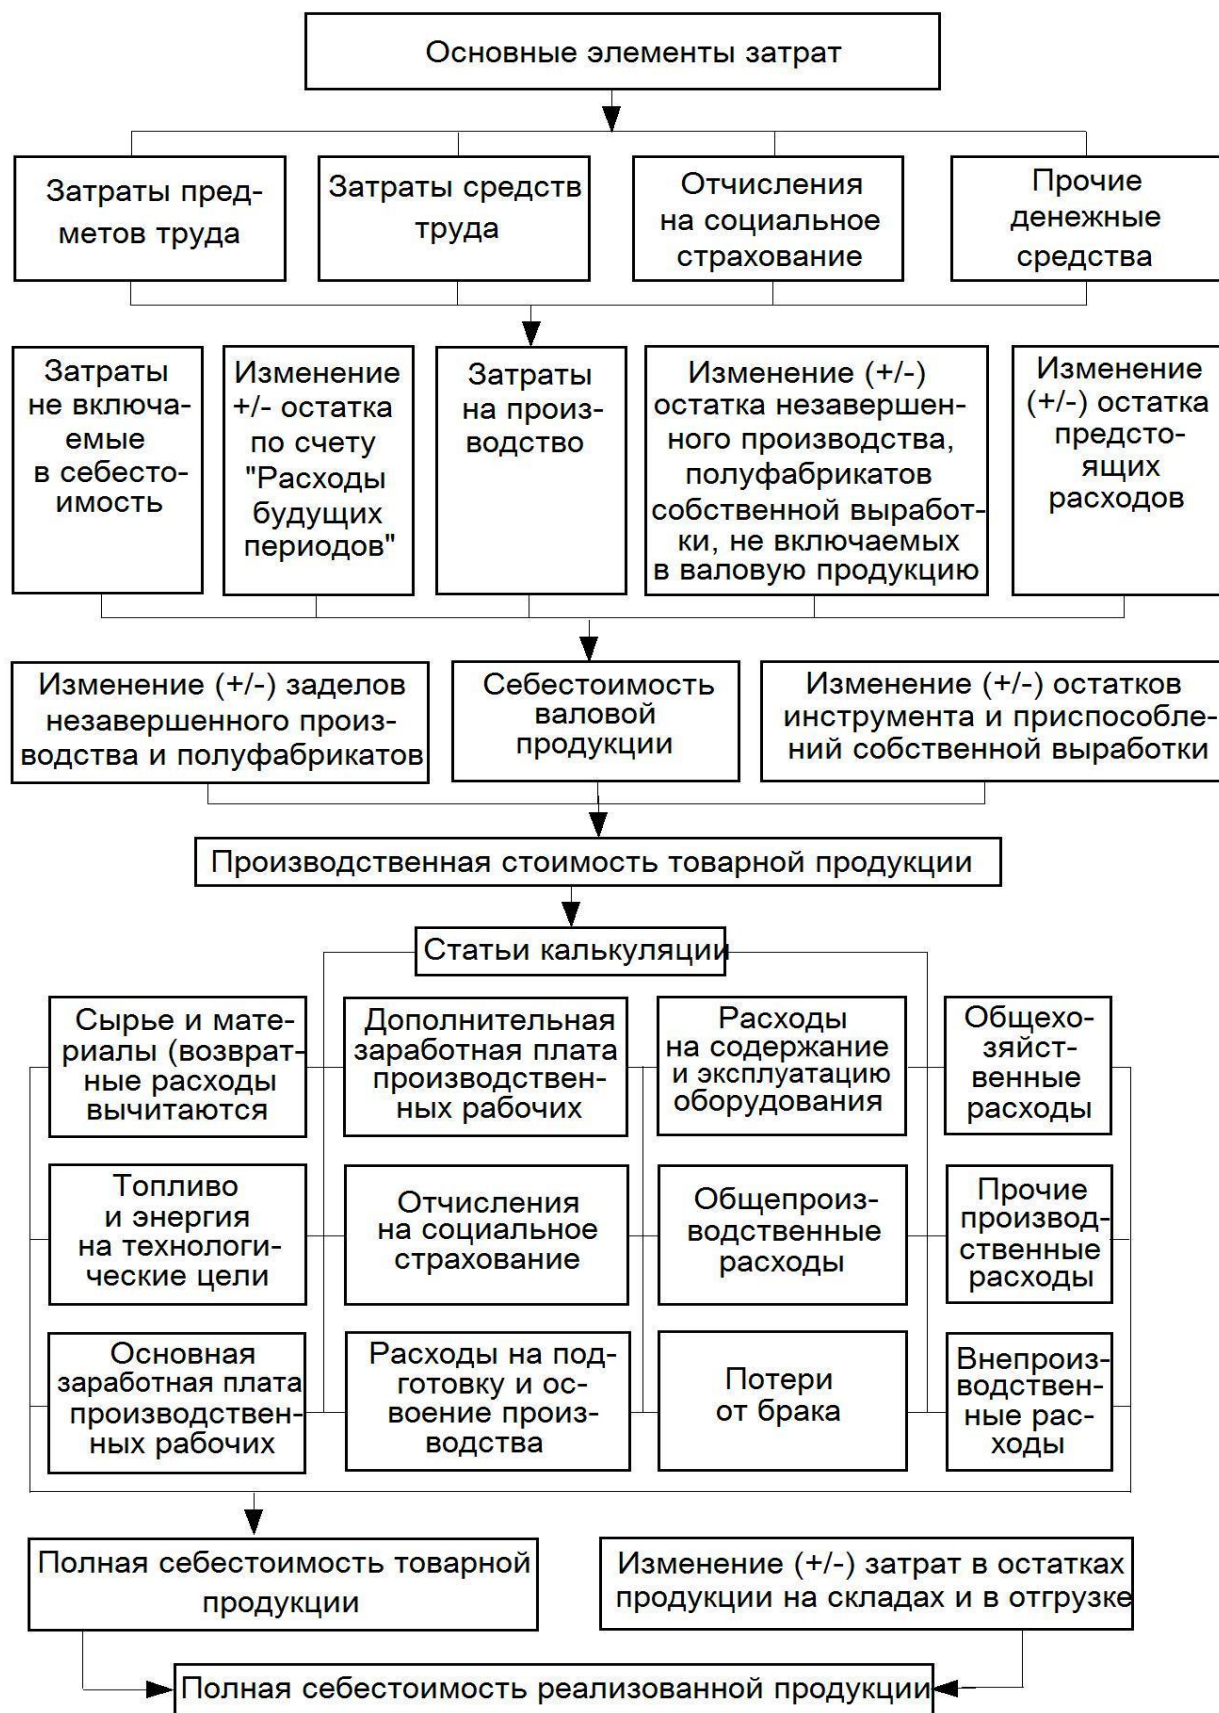 Основные элементы затрат
Затраты пред-
метов труда
Затраты средств
труда
Отчисления
на социальное
страхование
Прочие
денежные
средства
Затраты
не включа-
емые
в себесто-
имость
Изменение
+/- остатка
по счету
"Расходы
будущих
периодов"
Затраты
на произ-
водство
Изменение (+/-)
остатка незавершен-
ного производства,
полуфабрикатов
собственной выработ-
ки, не включаемых
в валовую продукцию
Изменение
(+/-) остатка
предсто-
ящих
расходов
Изменение (+/-) заделов
незавершенного произ-
водства и полуфабрикатов
Себестоимость
валовой
продукции
Изменение (+/-) остатков
инструмента и приспособле-
ний собственной выработки
Производственная стоимость товарной продукции
Статьи калькуляции
Сырье и мате-
риалы (возврат-
ные расходы
вычитаются
Дополнительная
заработная плата
производствен-
ных рабочих
Расходы
на содержание
и эксплуатацию
оборудования
Общехо-
зяйст-
венные
расходы
Топливо
и энергия
на технологи-
ческие цели
Отчисления
на социальное
страхование
Общепроиз-
водственные
расходы
Прочие
производ-
ственные
расходы
Основная
заработная плата
производствен-
ных рабочих
Расходы на под-
готовку и ос-
воение произ-
водства
Потери
от брака
Внепроиз-
водствен-
ные рас-
ходы
Полная себестоимость товарной
продукции
Изменение (+/-) затрат в остатках
продукции на складах и в отгрузке
Полная себестоимость реализованной продукции